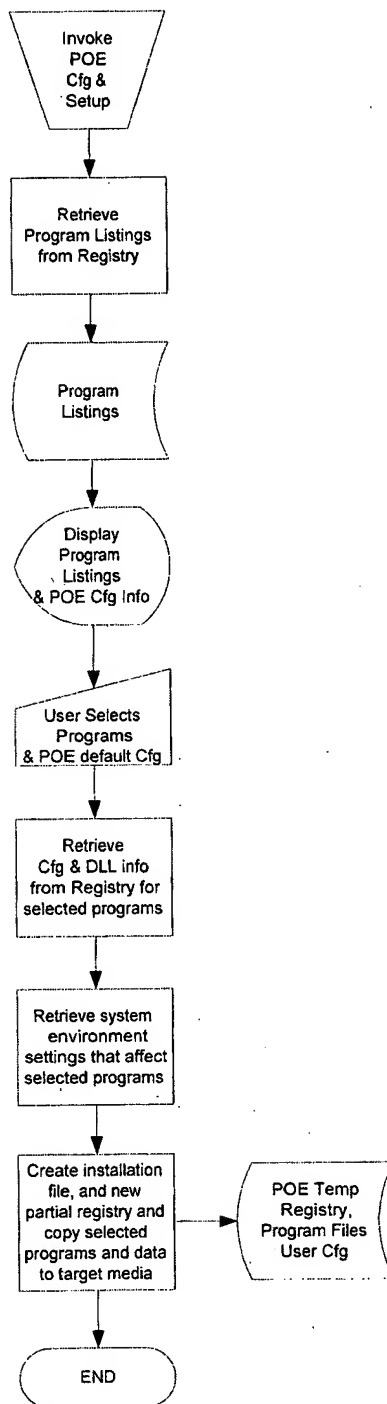 Invoke
POE
Cfg &
Setup
Retrieve
Program Listings
from Registry
Program
Listings
Display
Program
Listings
& POE Cfg Info
User Selects
Programs
& POE default Cfg
Retrieve
Cfg & DLL info
from Registry for
selected programs
Retrieve system
environment
settings that affect
selected programs
Create installation
file, and new
partial registry and
copy selected
programs and data
to target media
POE Temp
Registry,
Program Files
User Cfg
END